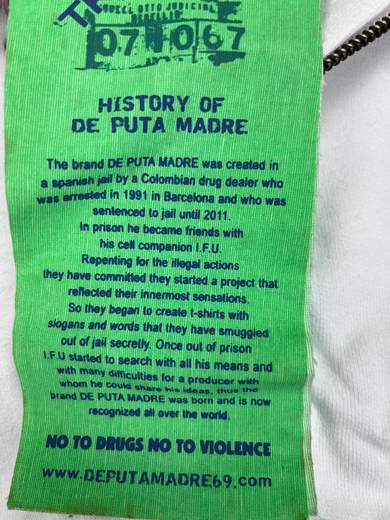 07 10 67
HISTORY OF
DE PUTA MADRE
The brand DE PUTA MADRE was created in
a spanish jail by a Colombian drug dealer who
was arrested in 1991 in Barcelona and who was
sentenced to jail until 2011.
In prison he became friends with
his cell companion I.F.U.
Repenting for the illegal actions
they have committed they started a project that
reflected their innermost sensations.
So they began to create t-shirts with
slogans and words that they have smuggled
out of jail secretly. Once out of prison
I.F.U started to search with all his means and
with many difficulties for a producer with
whom he could share his ideas, thus the
brand DE PUTA MADRE was born and is now
recognized all over the world.
NO TO DRUGS NO TO VIOLENCE
www.DEPUTAMADRE69.com